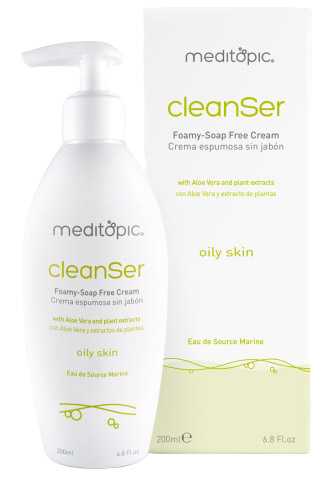 meditopic®
cleanSer
Foamy-Soap Free Cream
Crema espumosa sin jabón
with Aloe Vera and plant extracts
con Aloe Vera y extracto de plantas
oily skin
Eau de Source Marine
200ml e
6.8 Fl.oz
meditopic®
cleanSer
Foamy-Soap Free Cream
Crema espumosa sin jabón
with Aloe Vera and plant extracts
con Aloe Vera y extractos de plantas
oily skin
Eau de Source Marine
200ml
6.8 Fl.oz